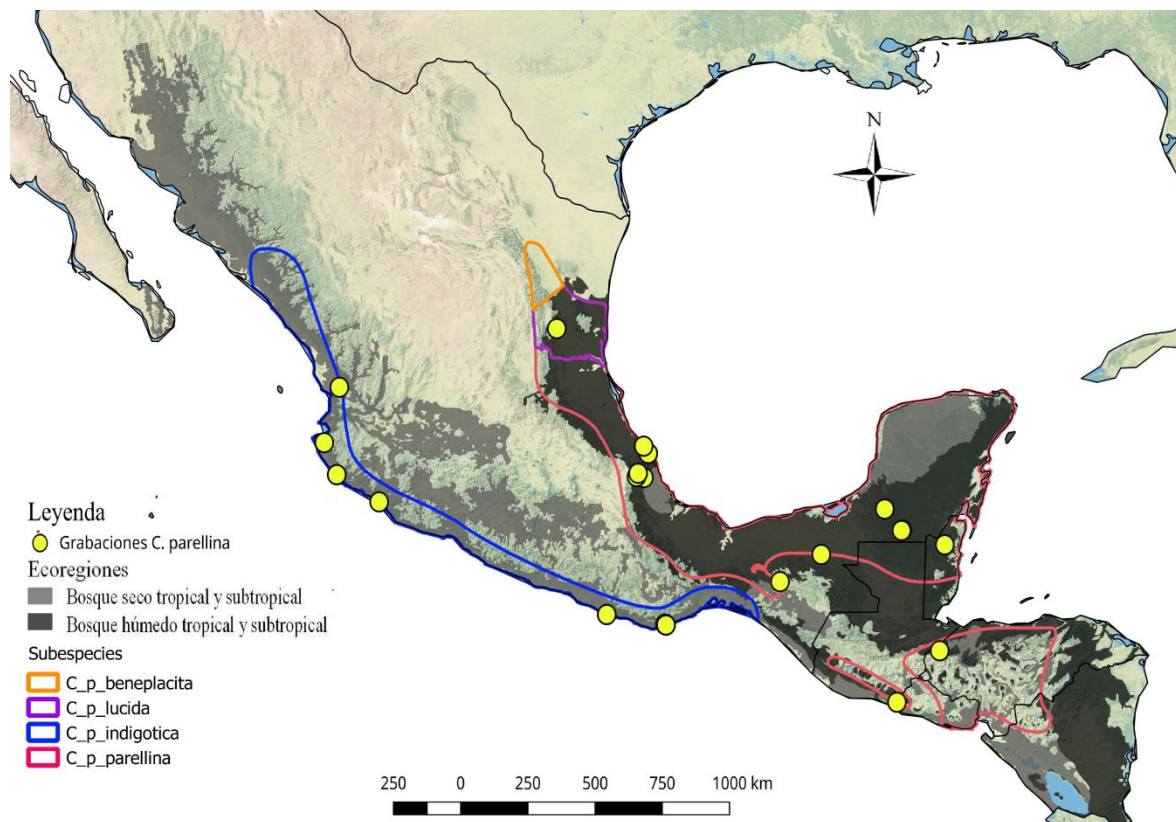 N
Leyenda
Grabaciones C. parellina
Ecoregiones
Bosque seco tropical y subtropical
Bosque húmedo tropical y subtropical
Subespecies
C_p_beneplacita
C_p_lucida
C_p_indigotica
C_p_parellina
250 0 250 500 750 1000 km